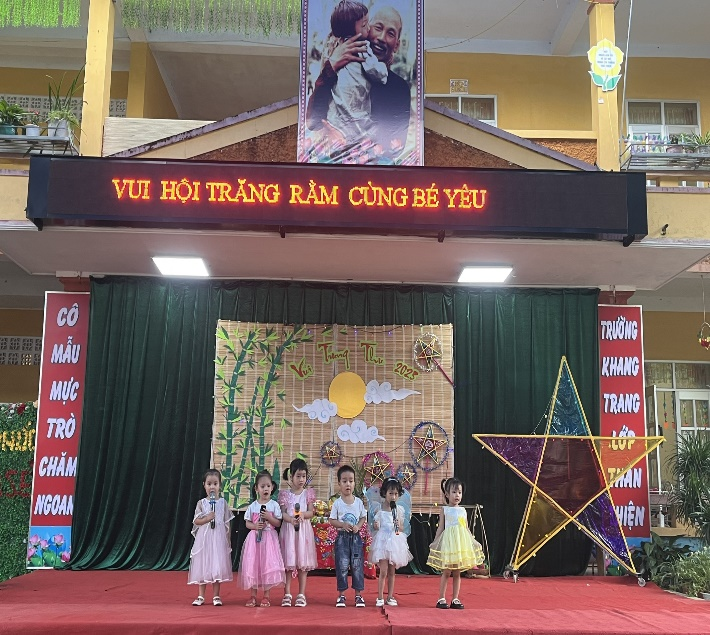 VUI HỘI TRĂNG RẰM CÙNG BÉ YÊU
CÔ
MẪU
MỰC
TRÒ
CHĂM
NGOAN
Vui Trung Thu 2023
TRƯỜNG
KHANG
TRANG
LỚP
THÂN
THIỆN